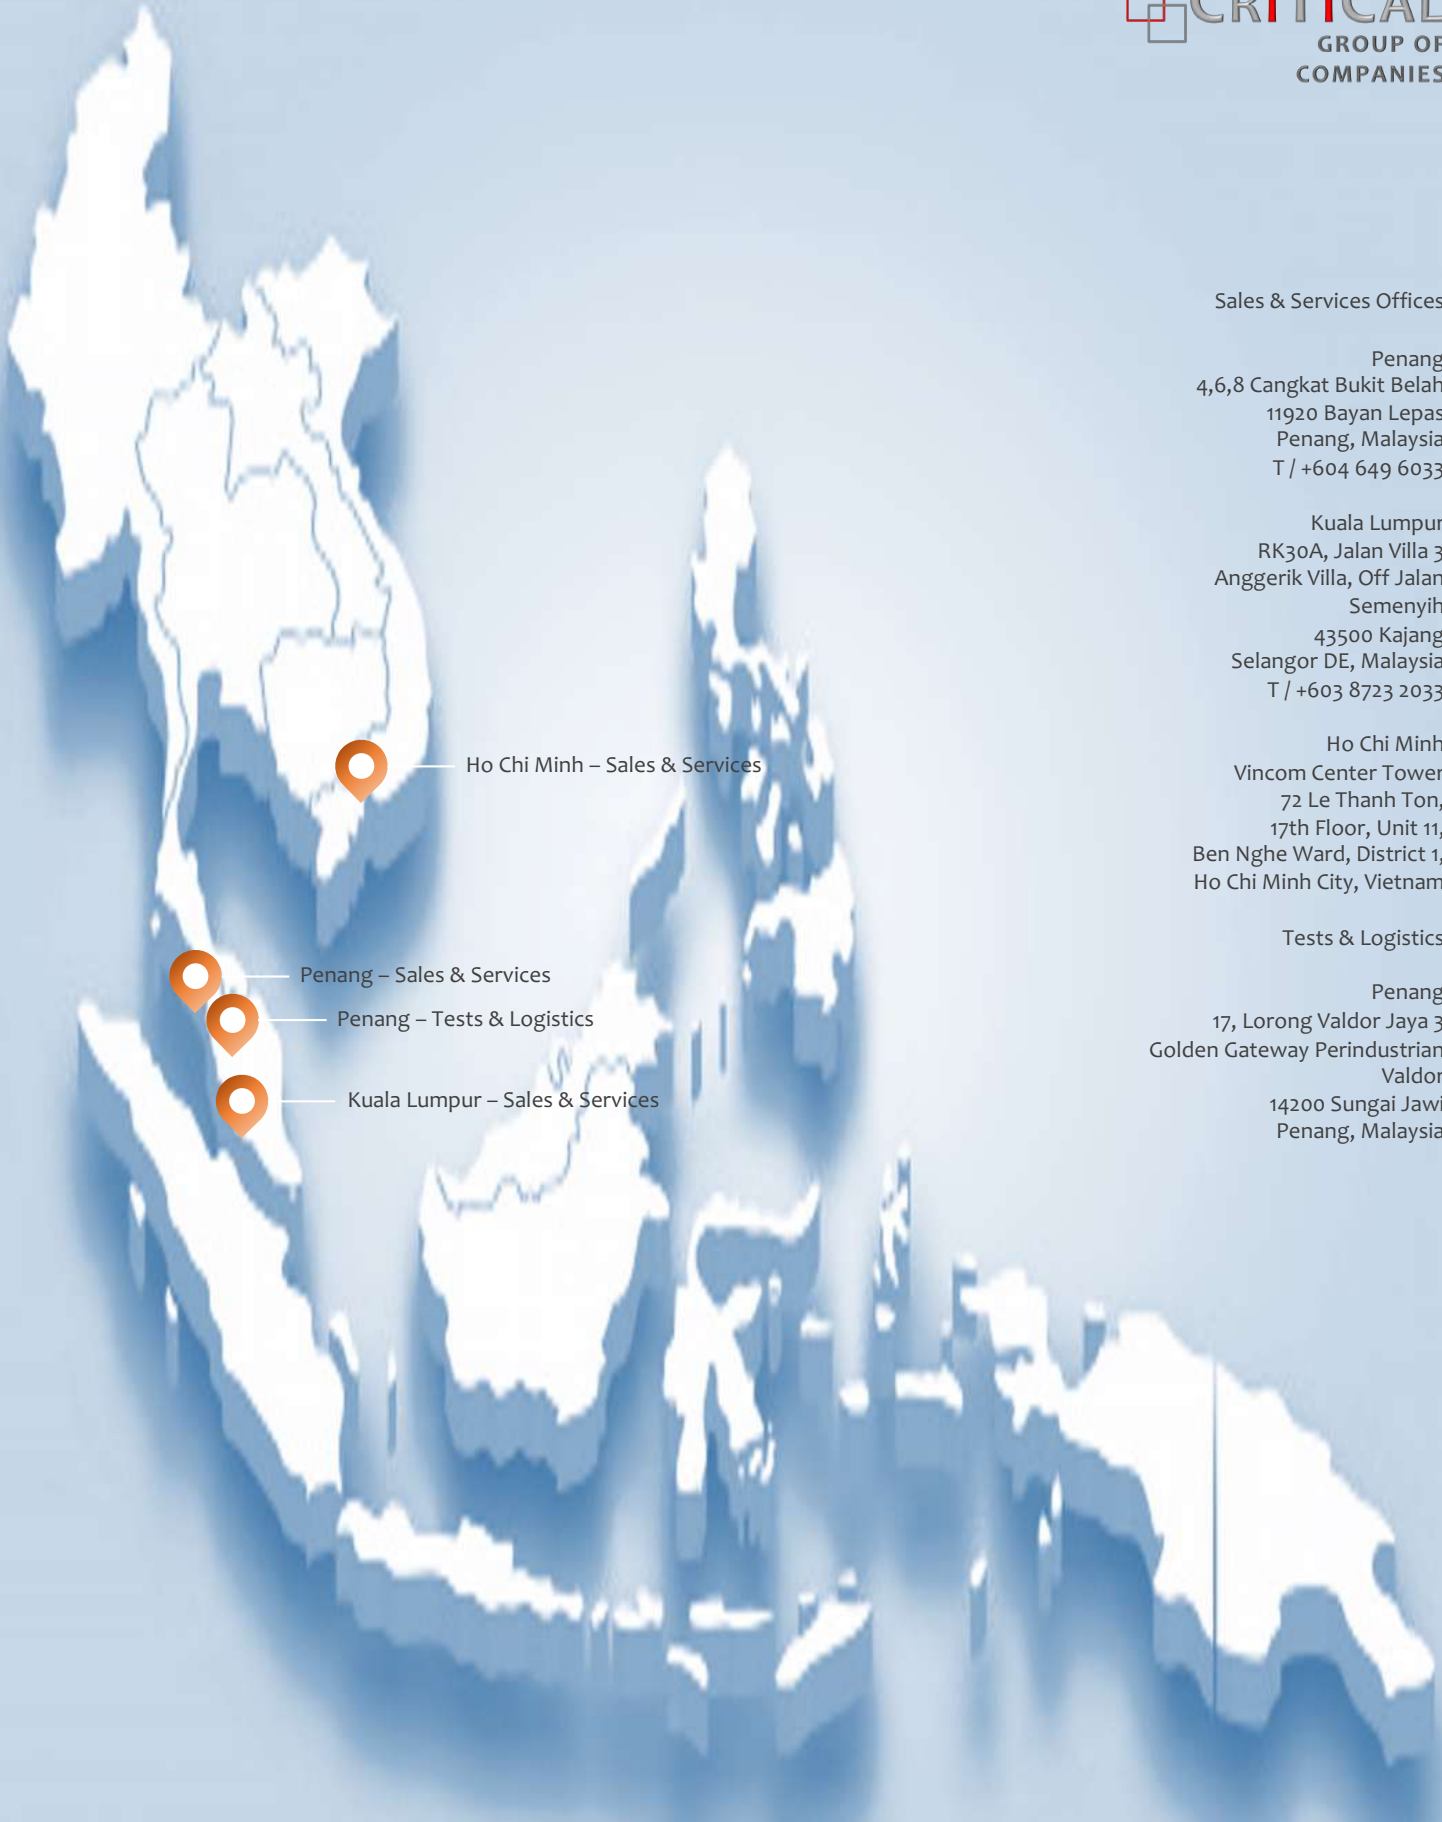 CRITICAL
GROUP OF
COMPANIES
Sales & Services Offices
Penang
4,6,8 Cangkat Bukit Belah
11920 Bayan Lepas
Penang, Malaysia
T / +604 649 6033
Kuala Lumpur
RK30A, Jalan Villa 3
Anggerik Villa, Off Jalan
Semenyih
43500 Kajang
Selangor DE, Malaysia
T / +603 8723 2033
Ho Chi Minh
Vincom Center Tower
72 Le Thanh Ton,
17th Floor, Unit 11,
Ben Nghe Ward, District 1,
Ho Chi Minh City, Vietnam
Tests & Logistics
Penang
17, Lorong Valdor Jaya 3
Golden Gateway Perindustrian
Valdor
14200 Sungai Jawi
Penang, Malaysia
Ho Chi Minh – Sales & Services
Penang – Sales & Services
Penang – Tests & Logistics
Kuala Lumpur – Sales & Services